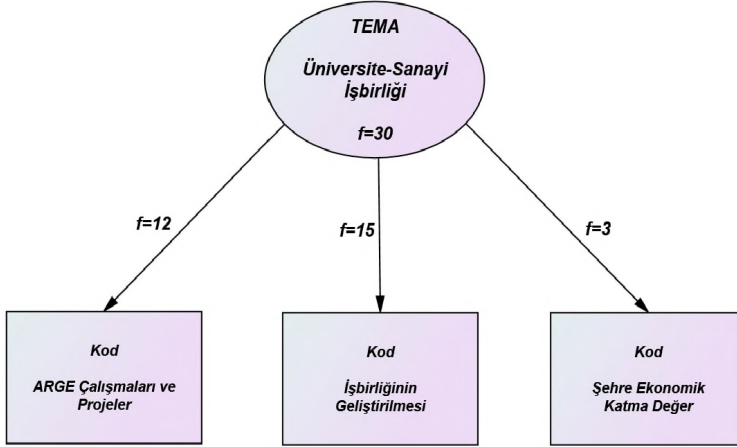 TEMA
Üniversite-Sanayi
İşbirliği
f=30
f=12
f=15
f=3
Kod
ARGE Çalışmaları ve
Projeler
Kod
İşbirliğinin
Geliştirilmesi
Kod
Şehre Ekonomik
Katma Değer